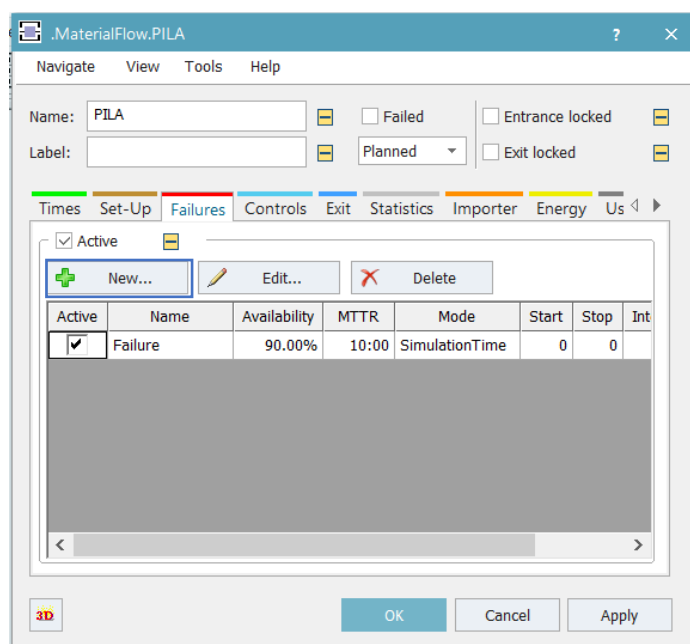 .MaterialFlow.PILA ? ×
Navigate View Tools Help
Name: PILA Failed Entrance locked
Label: Planned Exit locked
Times Set-Up Failures Controls Exit Statistics Importer Energy Us
Active
New... Edit... Delete
Active Name Availability MTTR Mode Start Stop Int
Failure 90.00% 10:00 SimulationTime 0 0
3D OK Cancel Apply